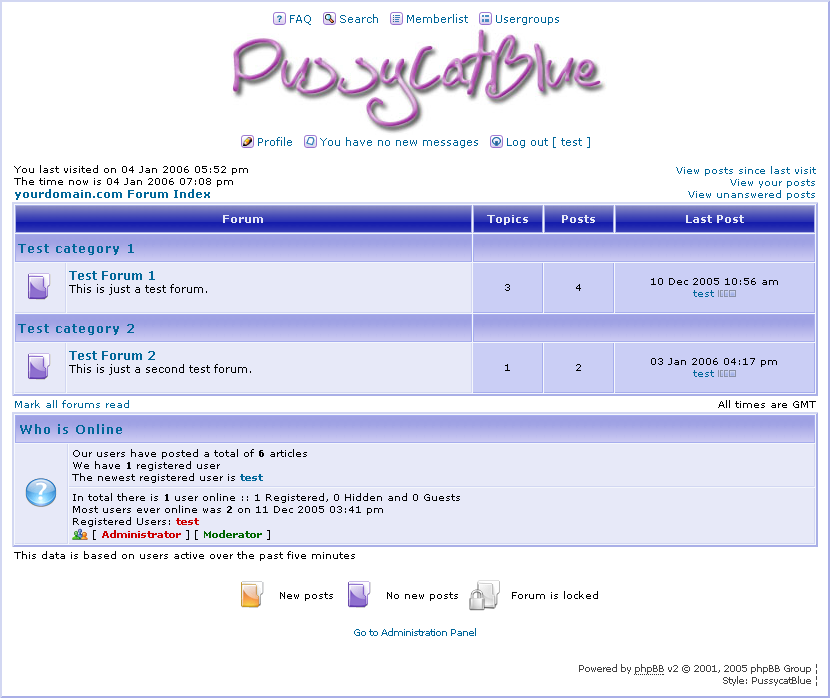 FAQ Search Memberlist Usergroups
PussycatBlue
Profile You have no new messages Log out [ test ]
You last visited on 04 Jan 2006 05:52 pm
The time now is 04 Jan 2006 07:08 pm
yourdomain.com Forum Index
View posts since last visit
View your posts
View unanswered posts
Forum Topics Posts Last Post
Test category 1
Test Forum 1
This is just a test forum.
3 4
10 Dec 2005 10:56 am
test
Test category 2
Test Forum 2
This is just a second test forum.
1 2
03 Jan 2006 04:17 pm
test
Mark all forums read All times are GMT
Who is Online
Our users have posted a total of 6 articles
We have 1 registered user
The newest registered user is test
In total there is 1 user online :: 1 Registered, 0 Hidden and 0 Guests
Most users ever online was 2 on 11 Dec 2005 03:41 pm
Registered Users: test
[ Administrator ] [ Moderator ]
This data is based on users active over the past five minutes
New posts No new posts Forum is locked
Go to Administration Panel
Powered by phpBB v2 © 2001, 2005 phpBB Group ¦
Style: PussycatBlue ¦